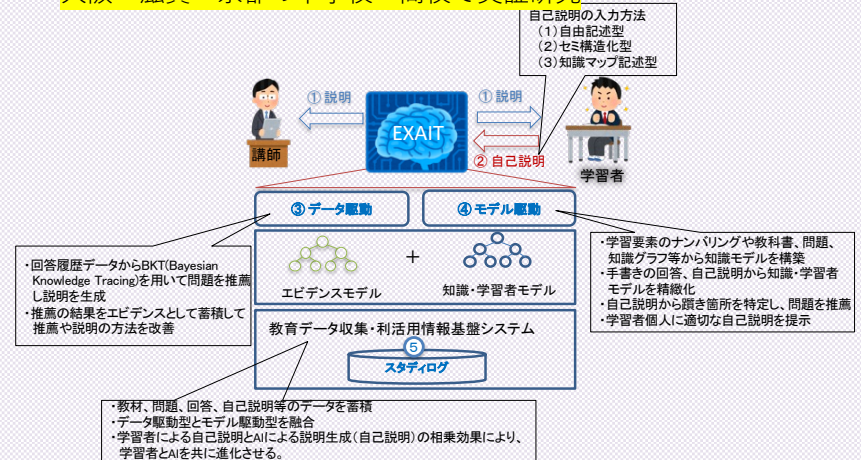 自己説明の入力方法
（1）自由記述型
（2）セミ構造化型
（3）知識マップ記述型
①説明
①説明
EXAIT
②自己説明
講師
学習者
③データ駆動
④モデル駆動
・回答履歴データからBKT(Bayesian
Knowledge Tracing)を用いて問題を推薦
し説明を生成
・推薦の結果をエビデンスとして蓄積して
推薦や説明の方法を改善
+
エビデンスモデル
知識・学習者モデル
・学習要素のナンバリングや教科書、問題、
知識グラフ等から知識モデルを構築
・手書きの回答、自己説明から知識・学習者
モデルを精緻化
・自己説明から躓き箇所を特定し、問題を推薦
・学習者個人に適切な自己説明を提示
教育データ収集・利活用情報基盤システム
⑤
スタディログ
・教材、問題、回答、自己説明等のデータを蓄積
・データ駆動型とモデル駆動型を融合
・学習者による自己説明とAIによる説明生成（自己説明）の相乗効果により、
学習者とAIを共に進化させる。